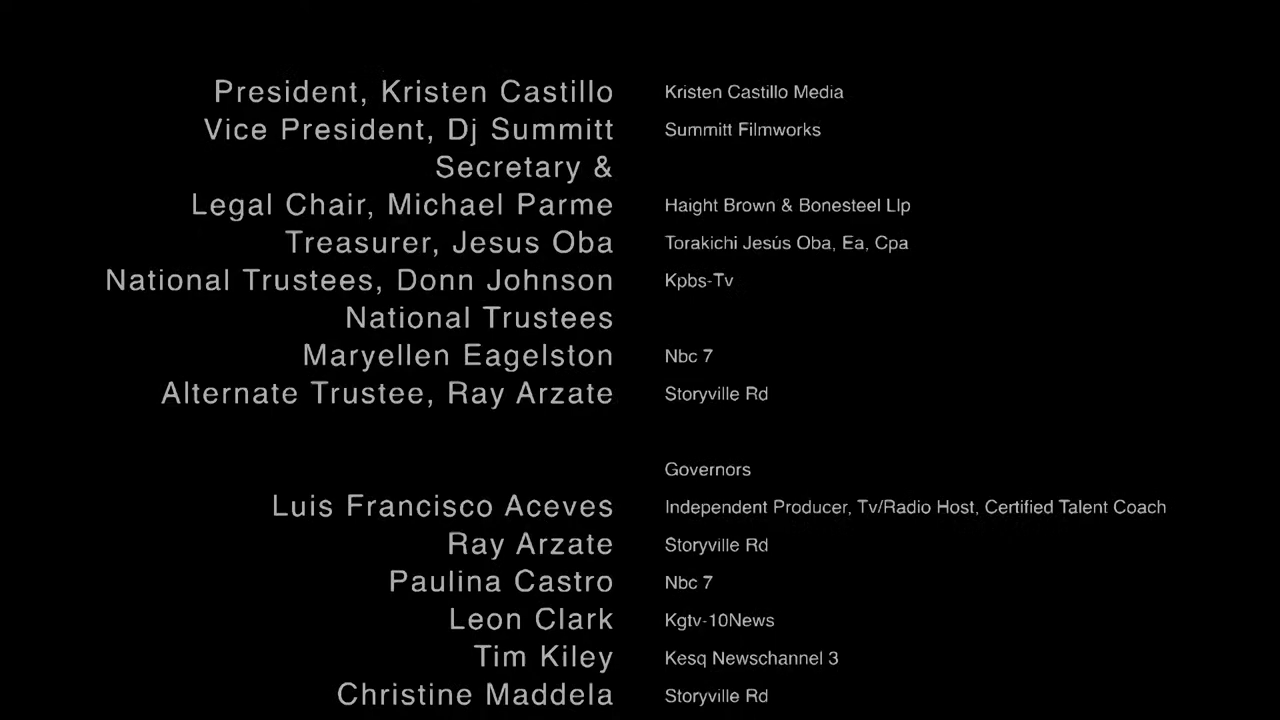 President, Kristen Castillo Kristen Castillo Media
Vice President, Dj Summitt Summitt Filmworks
Secretary &
Legal Chair, Michael Parme Haight Brown & Bonesteel Llp
Treasurer, Jesus Oba Torakichi Jesús Oba, Ea, Cpa
National Trustees, Donn Johnson Kpbs-Tv
National Trustees
Maryellen Eagelston Nbc 7
Alternate Trustee, Ray Arzate Storyville Rd
Governors
Luis Francisco Aceves Independent Producer, Tv/Radio Host, Certified Talent Coach
Ray Arzate Storyville Rd
Paulina Castro Nbc 7
Leon Clark Kgtv-10News
Tim Kiley Kesq Newschannel 3
Christine Maddela Storyville Rd